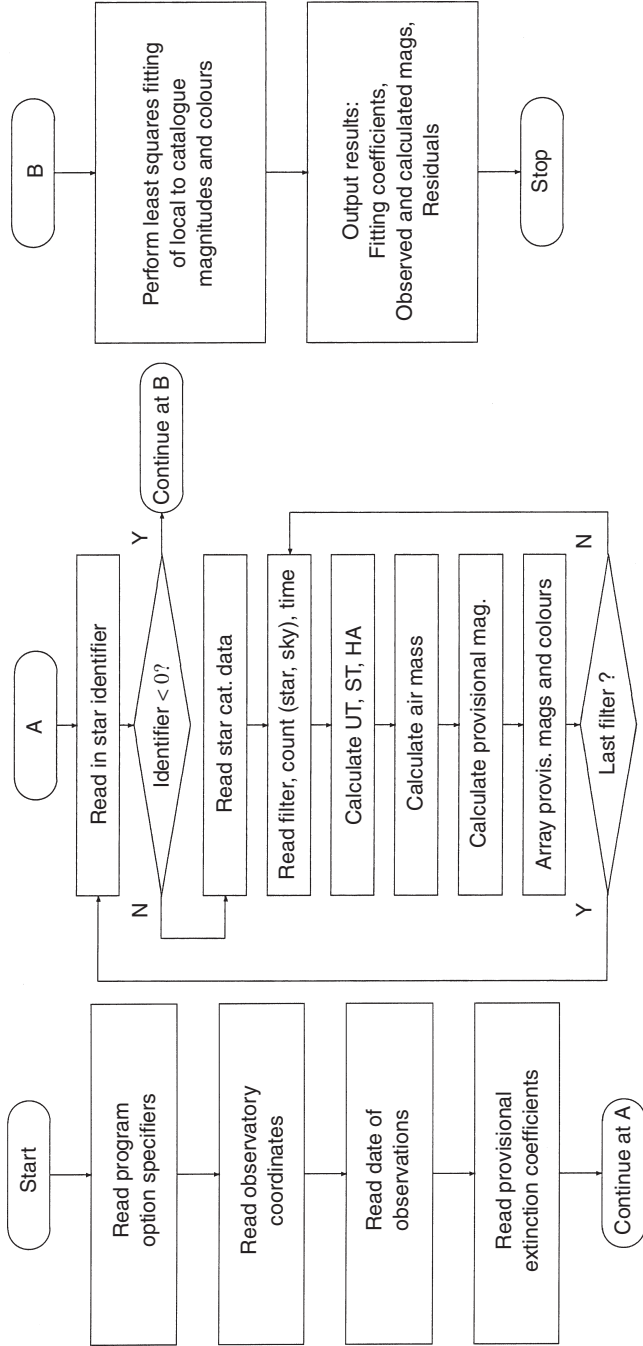 Start
Read program
option specifiers
Read observatory
coordinates
Read date of
observations
Read provisional
extinction coefficients
Continue at A
A
Read in star identifier
Identifier < 0?
Y
Continue at B
N
Read star cat. data
Read filter, count (star, sky), time
Calculate UT, ST, HA
Calculate air mass
Calculate provisional mag.
Array provis. mags and colours
Last filter ?
Y
N
B
Perform least squares fitting
of local to catalogue
magnitudes and colours
Output results:
Fitting coefficients,
Observed and calculated mags,
Residuals
Stop